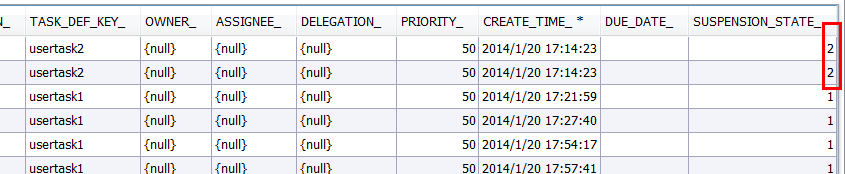 N_ TASK_DEF_KEY_ OWNER_ ASSIGNEE_ DELEGATION_ PRIORITY_ CREATE_TIME_ * DUE_DATE_ SUSPENSION_STATE_
usertask2 {null} {null} {null} 50 2014/1/20 17:14:23 2
usertask2 {null} {null} {null} 50 2014/1/20 17:14:23 2
usertask1 {null} {null} {null} 50 2014/1/20 17:21:59 1
usertask1 {null} {null} {null} 50 2014/1/20 17:27:40 1
usertask1 {null} {null} {null} 50 2014/1/20 17:54:17 1
usertask1 {null} {null} {null} 50 2014/1/20 17:57:41 1